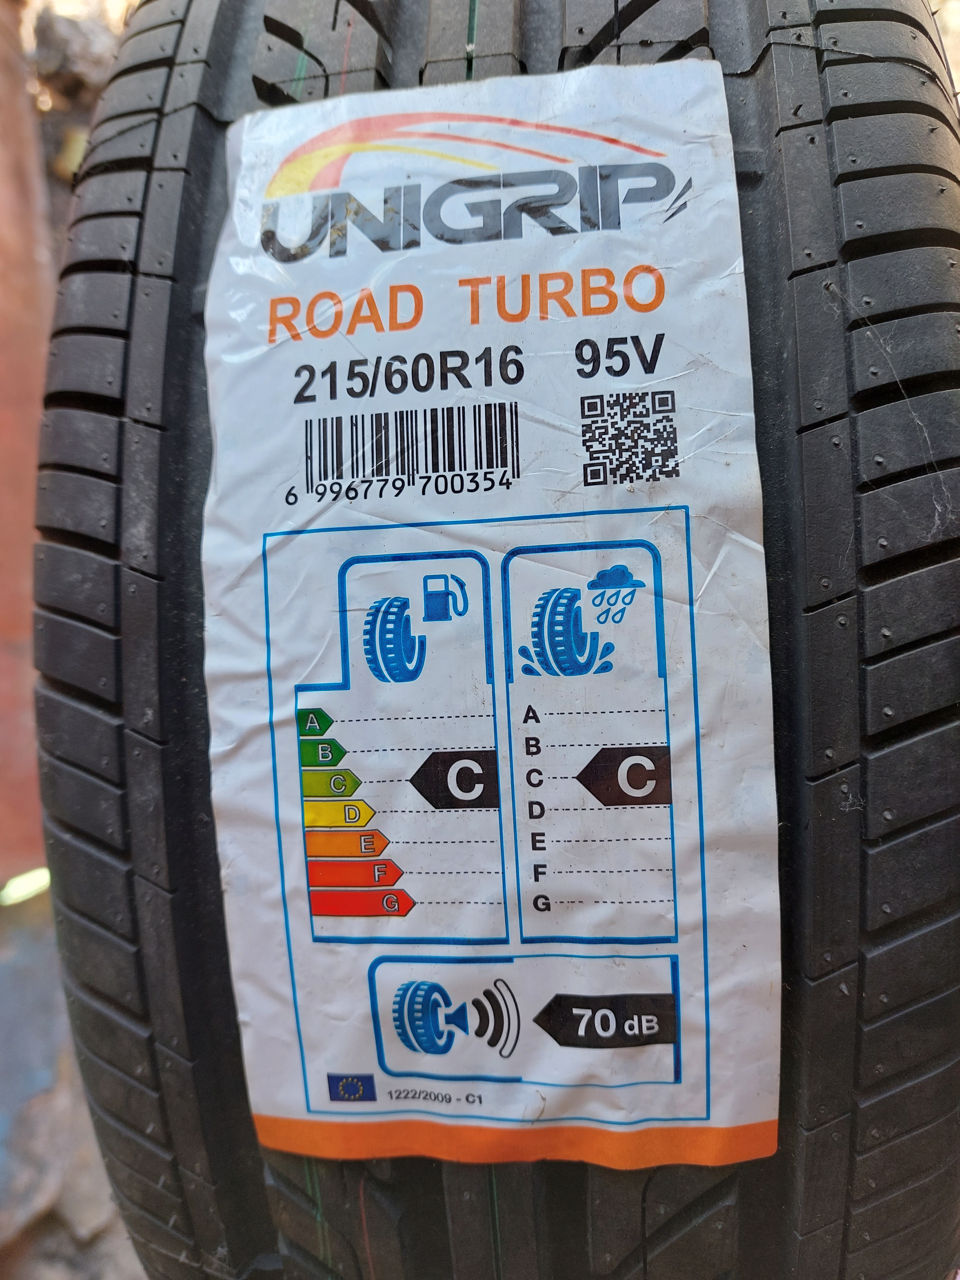 UNIGRIP
ROAD TURBO
215/60R16 95V
6 996779 700354
A
B
C
D
E
F
G
C
A
B
C
D
E
F
G
C
70 dB
1222/2009 - C1